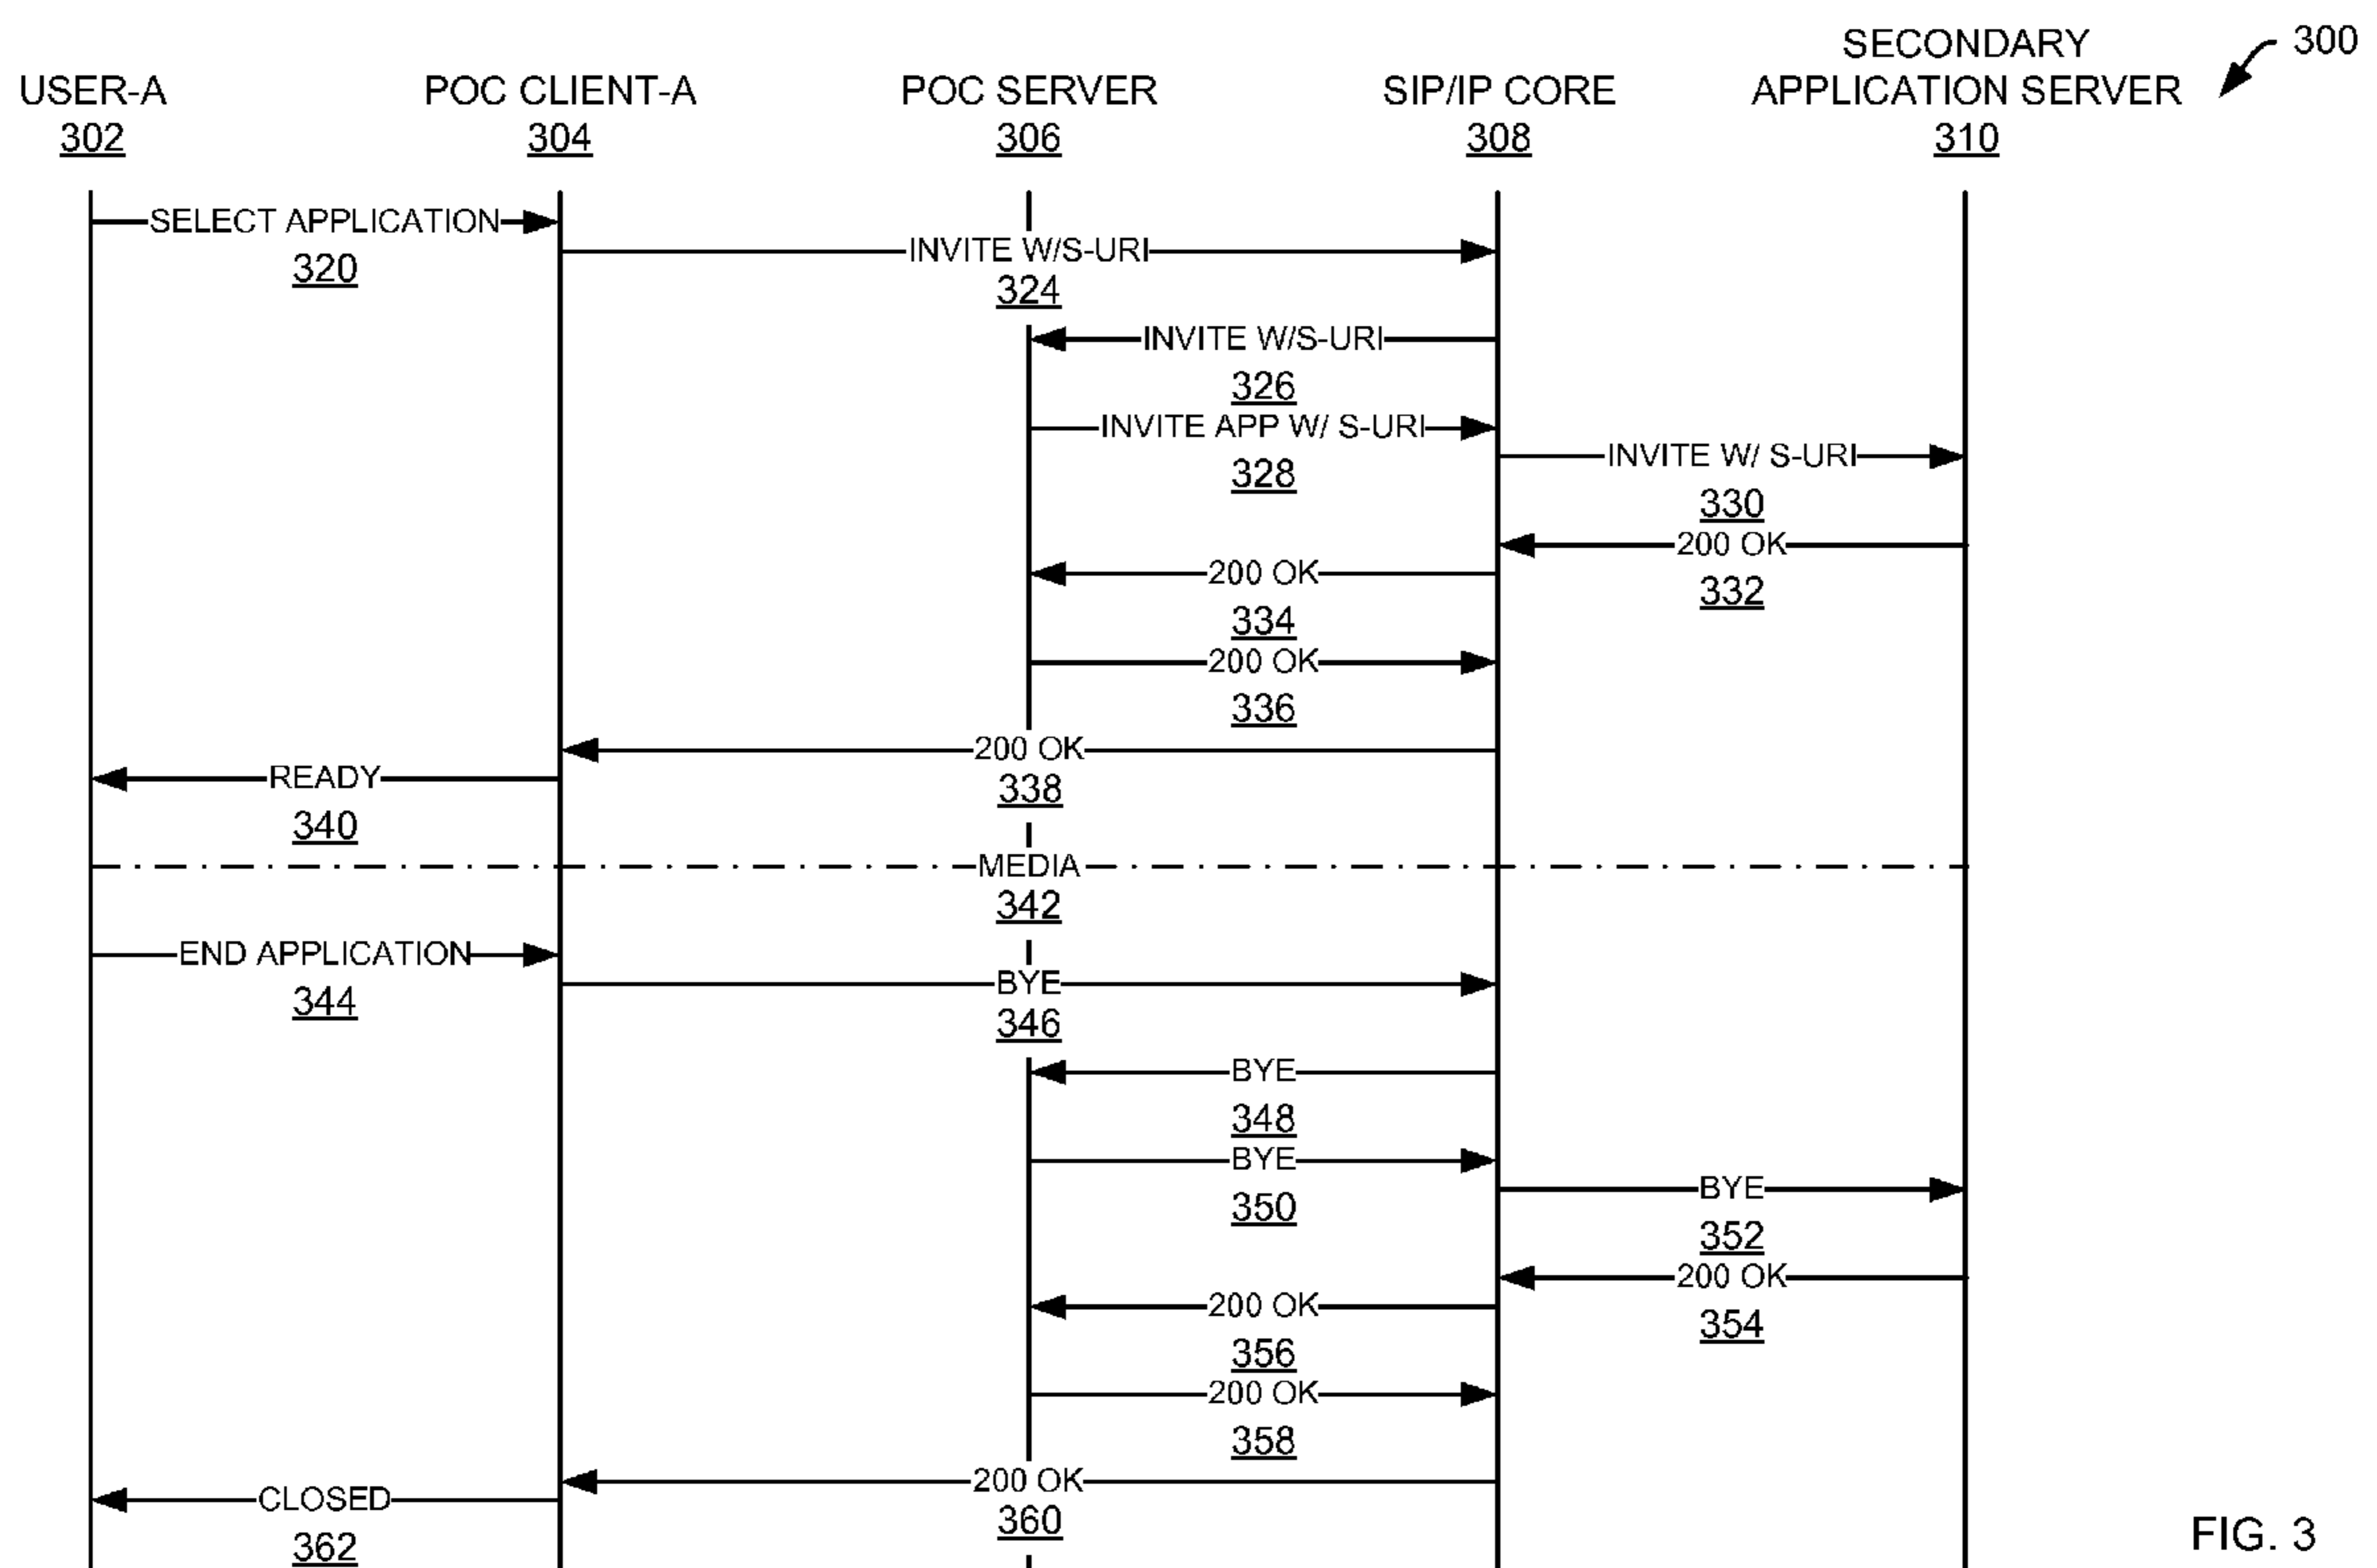 300
USER-A
302
POC CLIENT-A
304
POC SERVER
306
SIP/IP CORE
308
SECONDARY
APPLICATION SERVER
310
SELECT APPLICATION
320
INVITE W/S-URI
324
INVITE W/S-URI
326
INVITE APP W/ S-URI
328
INVITE W/ S-URI
330
200 OK
332
200 OK
334
200 OK
336
200 OK
338
READY
340
MEDIA
342
END APPLICATION
344
BYE
346
BYE
348
BYE
350
BYE
352
200 OK
354
200 OK
356
200 OK
358
200 OK
360
CLOSED
362
FIG. 3